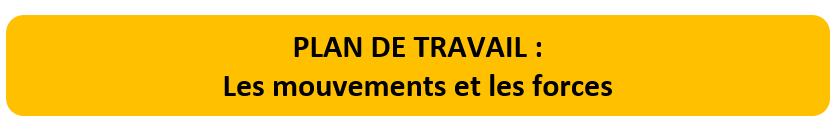 PLAN DE TRAVAIL :
Les mouvements et les forces